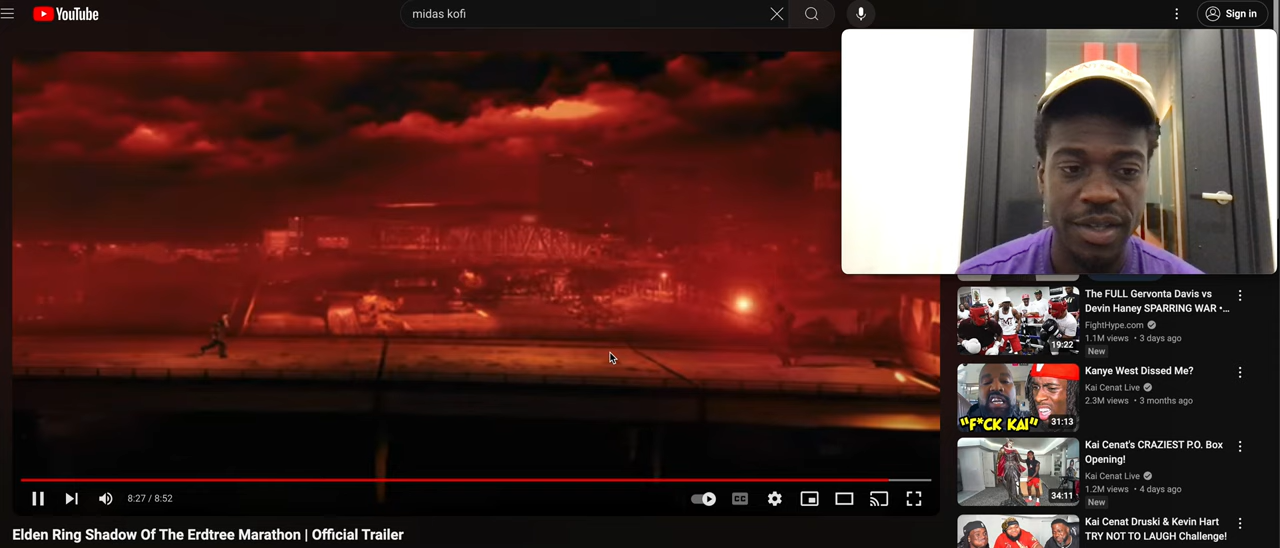 YouTube
midas kofi
Sign in
8:27 / 8:52
CC
Elden Ring Shadow Of The Erdtree Marathon | Official Trailer
The FULL Gervonta Davis vs
Devin Haney SPARRING WAR •...
FightHype.com
1.1M views • 3 days ago
New
19:22
Kanye West Dissed Me?
Kai Cenat Live
2.3M views • 3 months ago
"F*CK KAI"
31:13
Kai Cenat's CRAZIEST P.O. Box
Opening!
Kai Cenat Live
1.2M views • 4 days ago
New
34:11
Kai Cenat Druski & Kevin Hart
TRY NOT TO LAUGH Challenge!